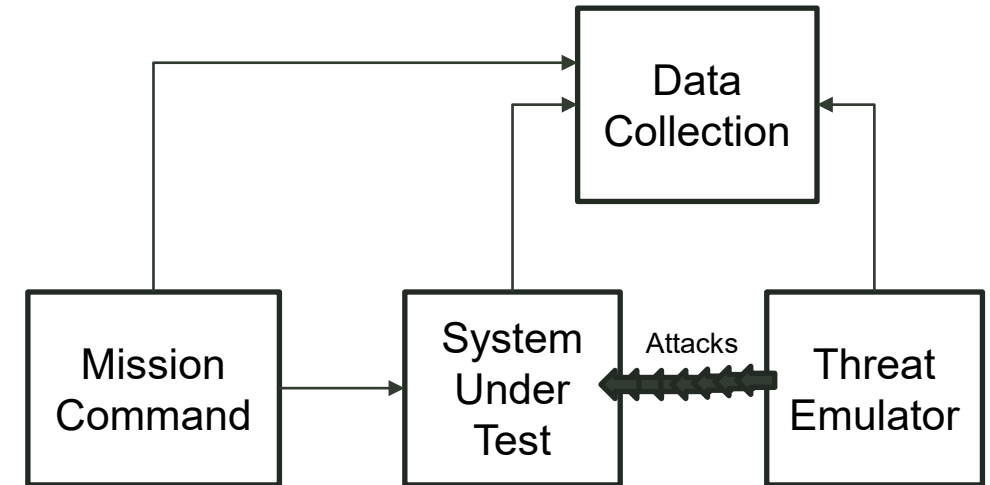 Data
Collection
Mission
Command
System
Under
Test
Attacks
Threat
Emulator